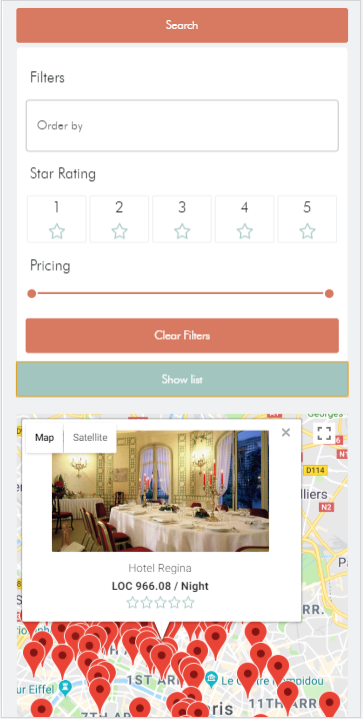 Search
Filters
Order by
Star Rating
1 2 3 4 5
Pricing
Clear Filters
Show list
Georges
Map Satellite
D114
lliers
N2
N2
Hotel Regina
LOC 966.08 / Night
ARR.
1ST
Le Pompidou
ur Eiffel
7TH ARR
ris
11TH ARR